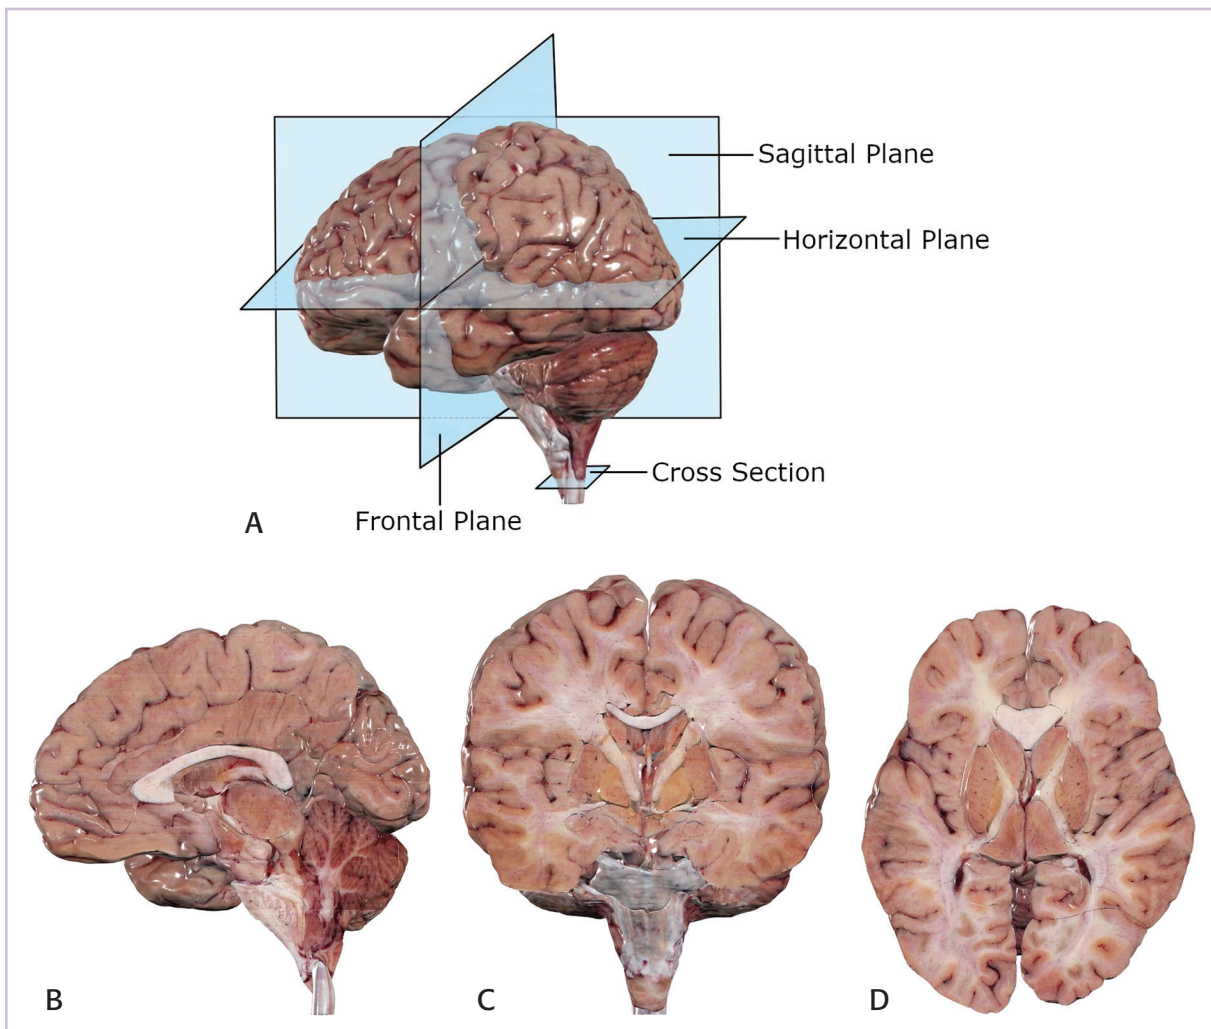 Sagittal Plane
Horizontal Plane
Cross Section
A
Frontal Plane
B
C
D